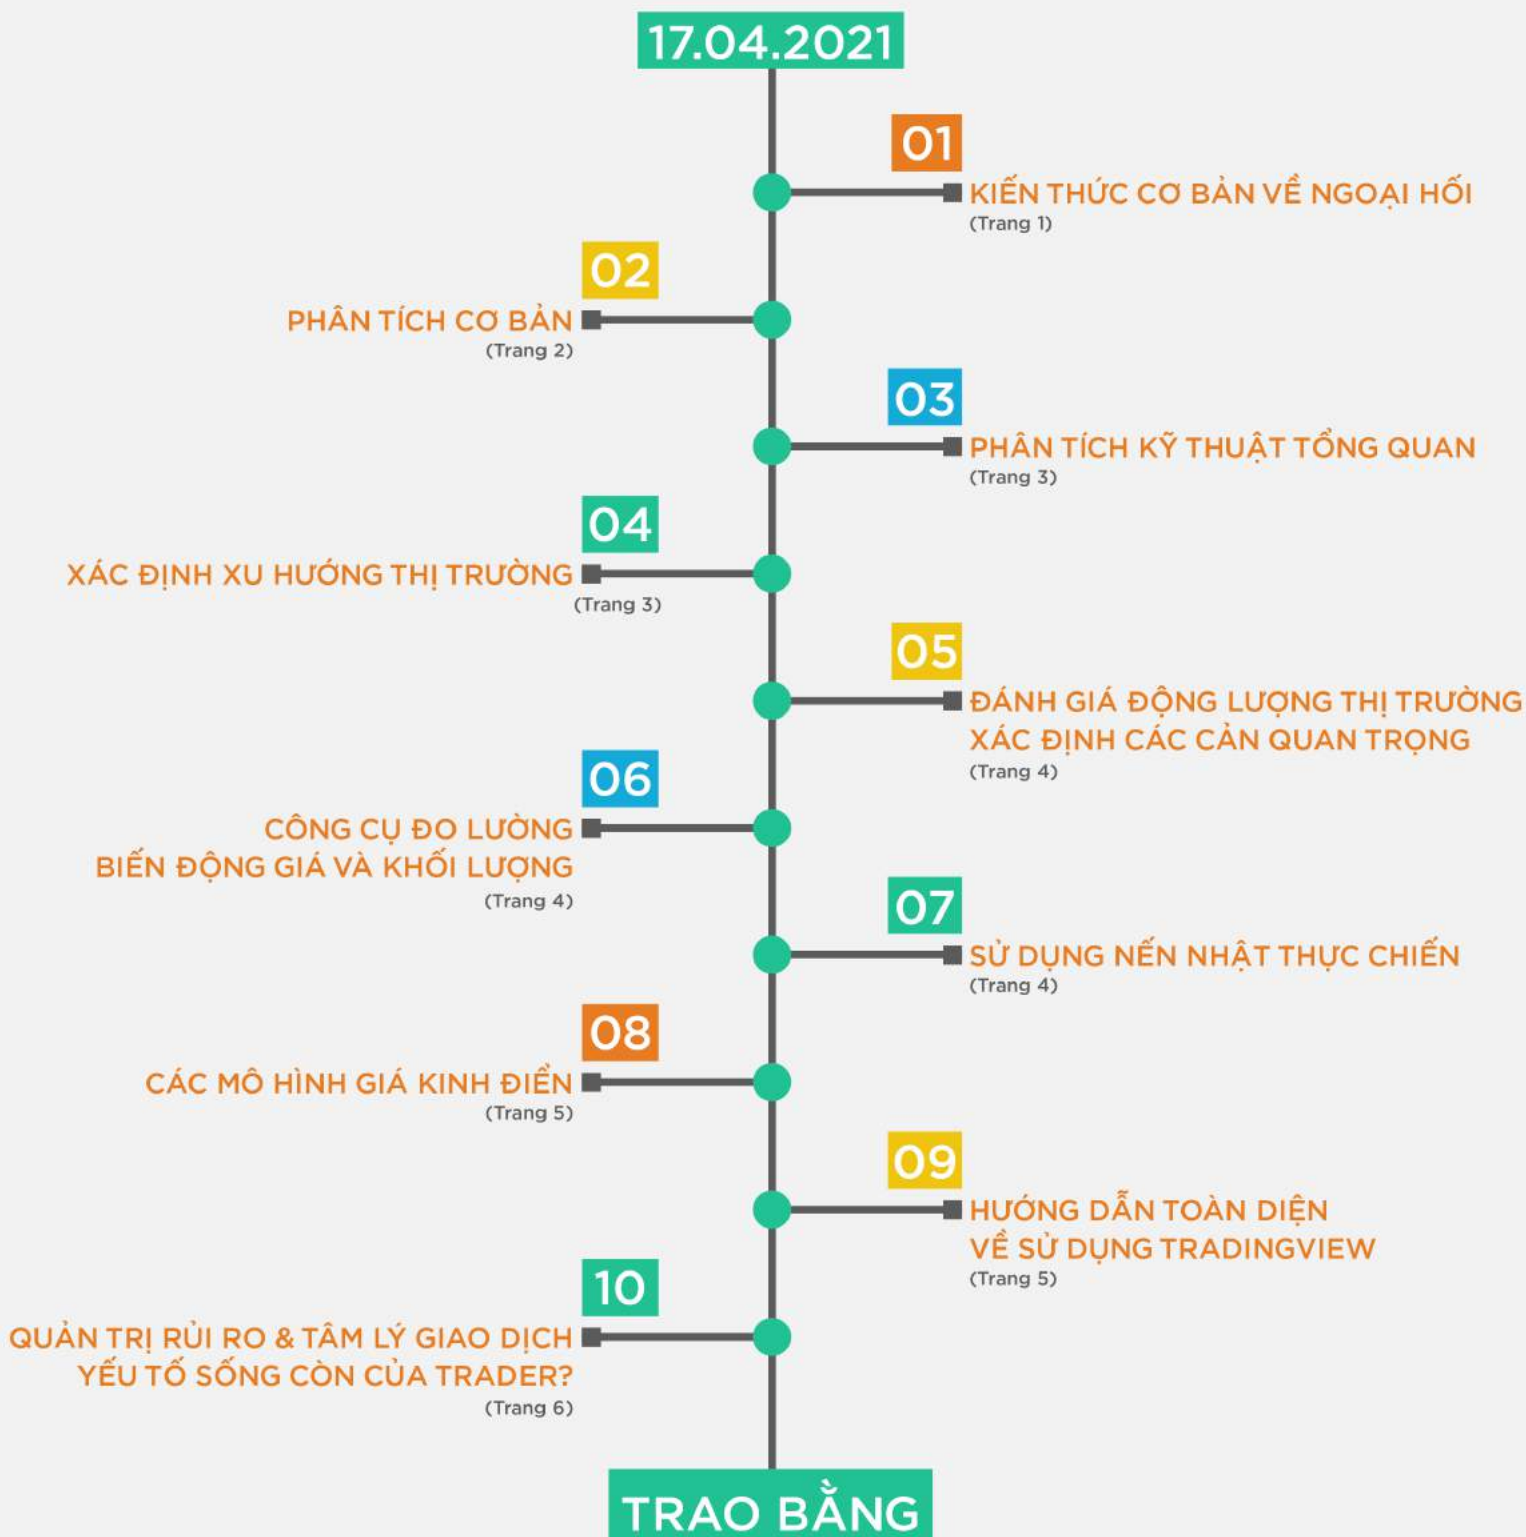 17.04.2021
01
KIẾN THỨC CƠ BẢN VỀ NGOẠI HỐI
(Trang 1)
02
PHÂN TÍCH CƠ BẢN
(Trang 2)
03
PHÂN TÍCH KỸ THUẬT TỔNG QUAN
(Trang 3)
04
XÁC ĐỊNH XU HƯỚNG THỊ TRƯỜNG
(Trang 3)
05
ĐÁNH GIÁ ĐỘNG LƯỢNG THỊ TRƯỜNG
XÁC ĐỊNH CÁC CẢN QUAN TRỌNG
(Trang 4)
06
CÔNG CỤ ĐO LƯỜNG
BIẾN ĐỘNG GIÁ VÀ KHỐI LƯỢNG
(Trang 4)
07
SỬ DỤNG NẾN NHẬT THỰC CHIẾN
(Trang 4)
08
CÁC MÔ HÌNH GIÁ KINH ĐIỂN
(Trang 5)
09
HƯỚNG DẪN TOÀN DIỆN
VỀ SỬ DỤNG TRADINGVIEW
(Trang 5)
10
QUẢN TRỊ RỦI RO & TÂM LÝ GIAO DỊCH
YẾU TỐ SỐNG CÒN CỦA TRADER?
(Trang 6)
TRAO BẰNG